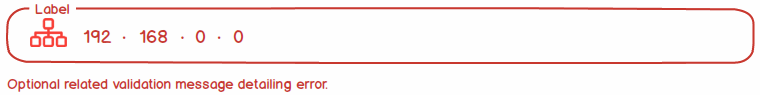 Label
192 · 168 · 0 · 0
Optional related validation message detailing error.